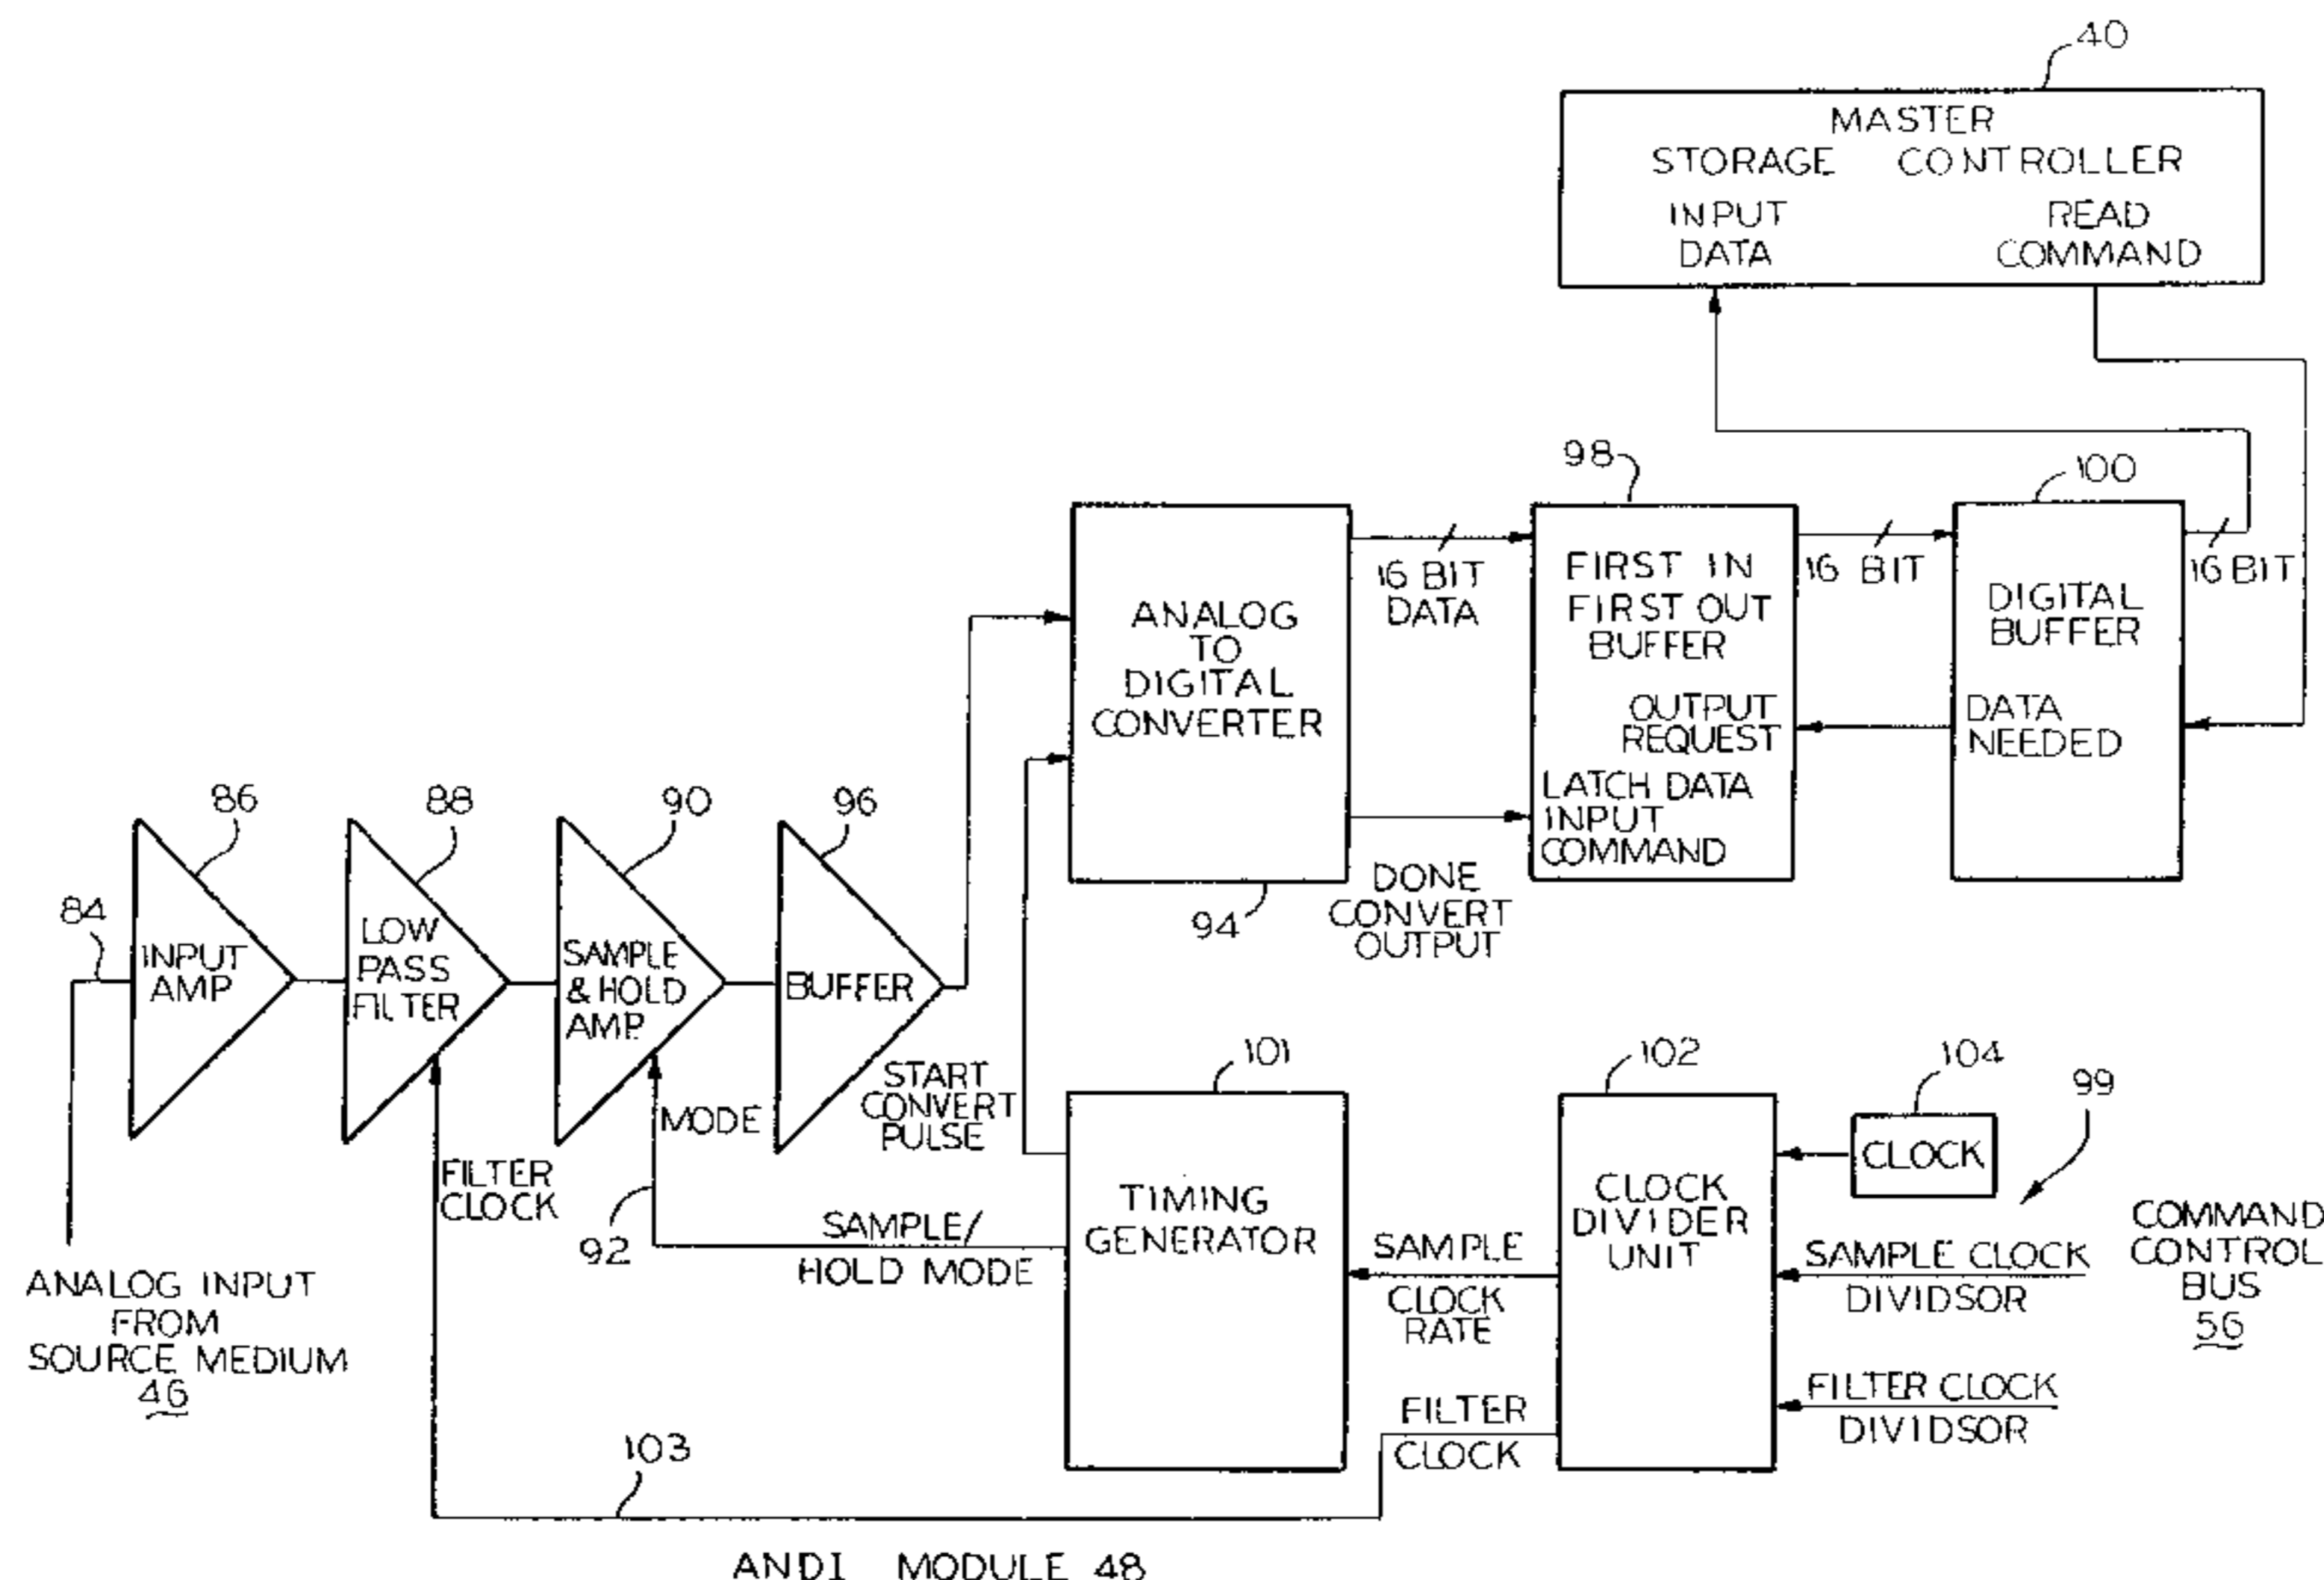 40
MASTER
STORAGE CONTROLLER
INPUT
DATA
READ
COMMAND
98
100
16 BIT
DATA
16 BIT
16 BIT
ANALOG
TO
DIGITAL
CONVERTER
FIRST IN
FIRST OUT
BUFFER
DIGITAL
BUFFER
OUTPUT
REQUEST
DATA
NEEDED
LATCH DATA
INPUT
COMMAND
94
DONE
CONVERT
OUTPUT
84
86
88
90
96
INPUT
AMP
LOW
PASS
FILTER
SAMPLE
& HOLD
AMP
BUFFER
START
CONVERT
PULSE
MODE
FILTER
CLOCK
92
SAMPLE/
HOLD MODE
101
TIMING
GENERATOR
102
CLOCK
DIVIDER
UNIT
104
CLOCK
99
SAMPLE
CLOCK
RATE
SAMPLE CLOCK
DIVIDSOR
COMMAND
CONTROL
BUS
56
FILTER
CLOCK
FILTER CLOCK
DIVIDSOR
ANALOG INPUT
FROM
SOURCE MEDIUM
46
103
ANDI MODULE 48